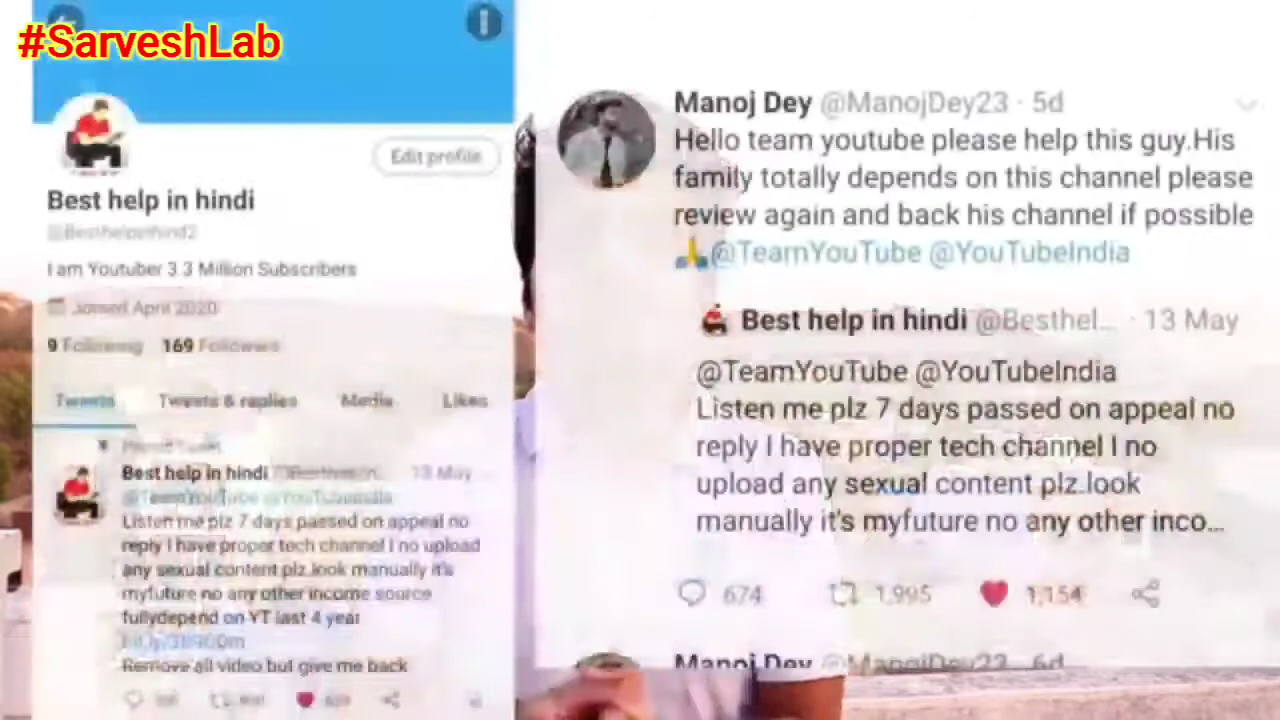 #SarveshLab
Edit profile
Best help in hindi
I am Youtuber 3.3 Million Subscribers
Joined April 2020
9 Following 169 Followers
Tweets Tweets & replies Media Likes
Best help in hindi 13 May
@TeamYouTube @YouTubeIndia
Listen me plz 7 days passed on appeal no
reply I have proper tech channel I no upload
any sexual content plz.look manually it's
myfuture no any other income source
fullydepend on YT last 4 year
Remove all video but give me back
Manoj Dey @ManojDey23 · 5d
Hello team youtube please help this guy.His
family totally depends on this channel please
review again and back his channel if possible
🙏@TeamYouTube @YouTubeIndia
Best help in hindi @Besthel... · 13 May
@TeamYouTube @YouTubeIndia
Listen me plz 7 days passed on appeal no
reply I have proper tech channel I no
upload any sexual content plz.look
manually it's myfuture no any other inco...
674 1,995 1,154
Manoj Dey @ManojDey23 6d